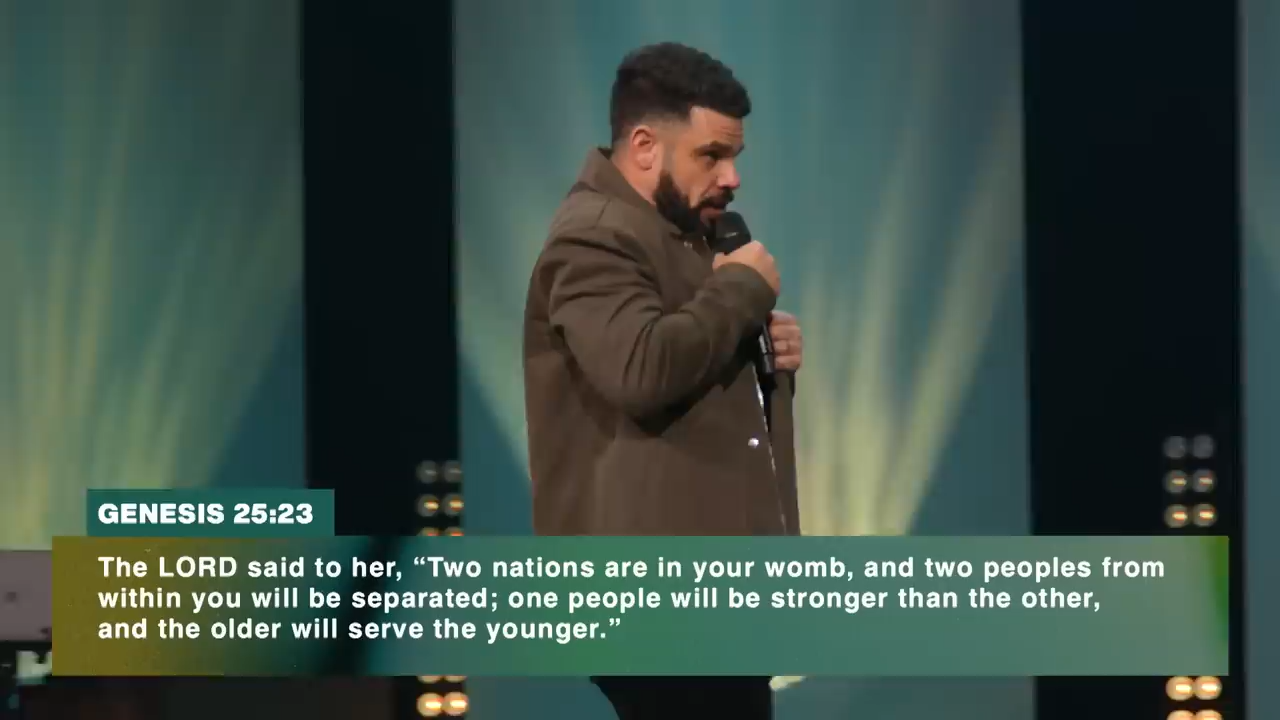 GENESIS 25:23
The LORD said to her, “Two nations are in your womb, and two peoples from
within you will be separated; one people will be stronger than the other,
and the older will serve the younger.”